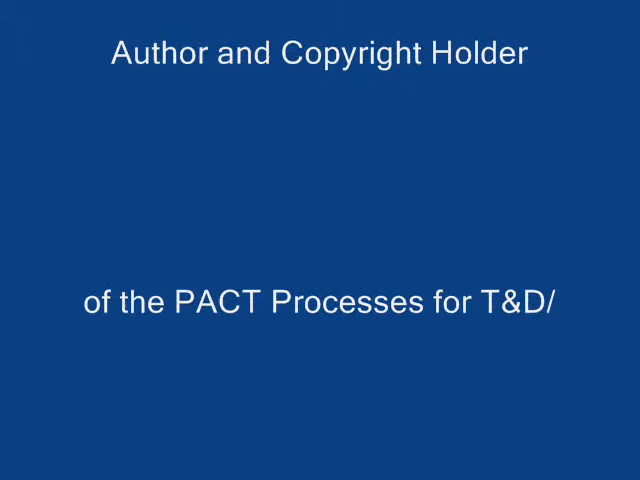 Author and Copyright Holder
of the PACT Processes for T&D/